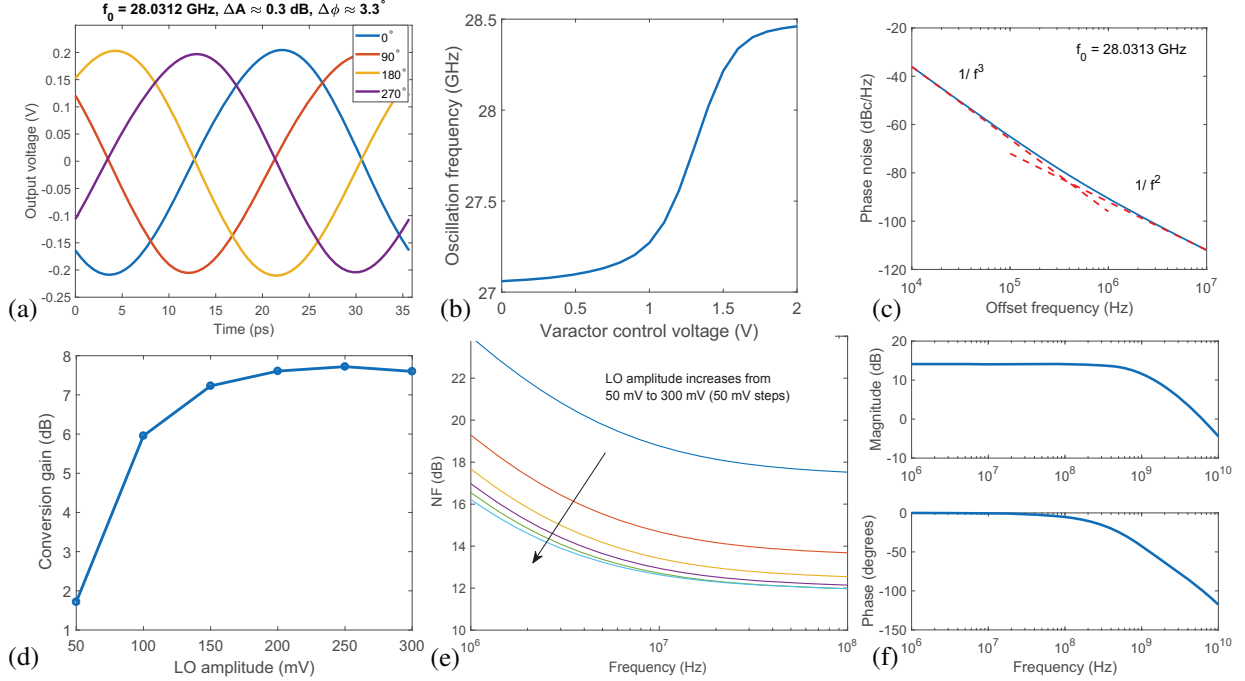 f0 = 28.0312 GHz, ΔA ≈ 0.3 dB, Δϕ ≈ 3.3°
0.2
0.15
0.1
0.05
0
-0.05
-0.1
-0.15
-0.2
-0.25
Output voltage (V)
0 5 10 15 20 25 30 35
Time (ps)
0°
90°
180°
270°
(a)
28.5
28
27.5
27
Oscillation frequency (GHz)
0 0.5 1 1.5 2
Varactor control voltage (V)
(b)
-20
-40
-60
-80
-100
-120
Phase noise (dBc/Hz)
f0 = 28.0313 GHz
1/ f^3
1/ f^2
10^4 10^5 10^6 10^7
Offset frequency (Hz)
(c)
8
7
6
5
4
3
2
1
Conversion gain (dB)
50 100 150 200 250 300
LO amplitude (mV)
(d)
22
20
18
16
14
12
10
NF (dB)
LO amplitude increases from
50 mV to 300 mV (50 mV steps)
10^6 10^7 10^8
Frequency (Hz)
(e)
20
10
0
-10
Magnitude (dB)
10^6 10^7 10^8 10^9 10^10
0
-50
-100
-150
Phase (degrees)
10^6 10^7 10^8 10^9 10^10
Frequency (Hz)
(f)